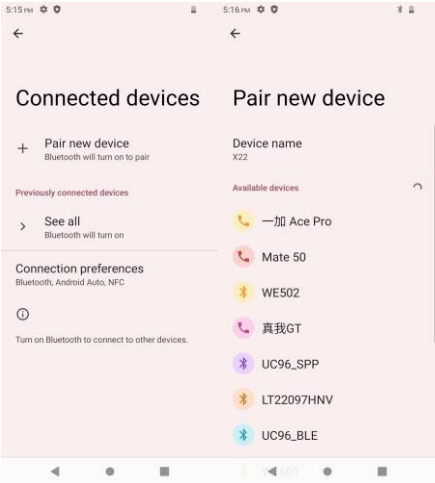 5:15 PM
Connected devices
Pair new device
Bluetooth will turn on to pair
Previously connected devices
See all
Bluetooth will turn on
Connection preferences
Bluetooth, Android Auto, NFC
Turn on Bluetooth to connect to other devices.
5:16 PM
Pair new device
Device name
X22
Available devices
一加 Ace Pro
Mate 50
WE502
真我GT
UC96_SPP
LT22097HNV
UC96_BLE